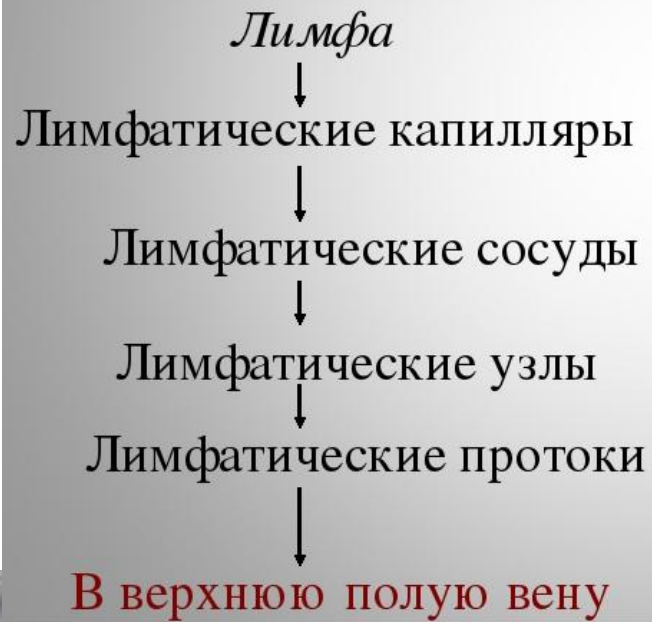 Лимфа
Лимфатические капилляры
Лимфатические сосуды
Лимфатические узлы
Лимфатические протоки
В верхнюю полую вену